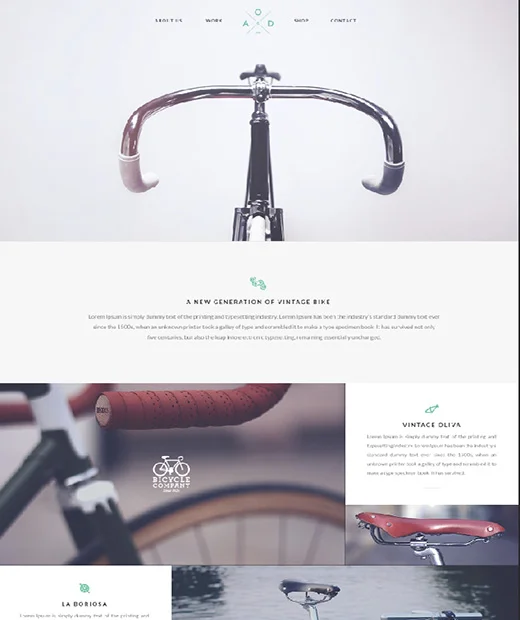 ABOUT US
WORK
A O D
SHOP
CONTACT
A NEW GENERATION OF VINTAGE BIKE
Lorem Ipsum is simply dummy text of the printing and typesetting industry. Lorem Ipsum has been the industry's standard dummy text ever
since the 1500s, when an unknown printer took a galley of type and scrambled it to make a type specimen book. It has survived not only
five centuries, but also the leap into electronic typesetting, remaining essentially unchanged.
BICYCLE
COMPANY
VINTAGE OLIVA
Lorem Ipsum is simply dummy text of the printing and
typesetting industry. Lorem Ipsum has been the industry's
standard dummy text ever since the 1500s, when an
unknown printer took a galley of type and scrambled it to
make a type specimen book. It has survived.
LA BORIOSA
Lorem Ipsum is simply dummy text of the printing and